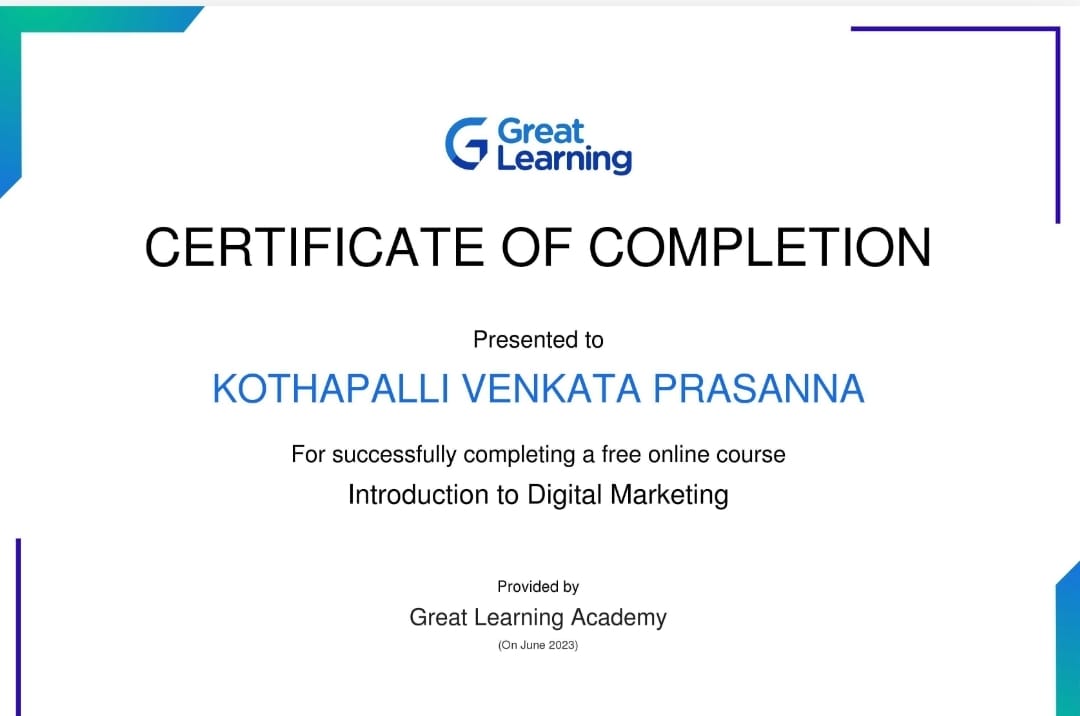 Great
Learning
CERTIFICATE OF COMPLETION
Presented to
KOTHAPALLI VENKATA PRASANNA
For successfully completing a free online course
Introduction to Digital Marketing
Provided by
Great Learning Academy
(On June 2023)